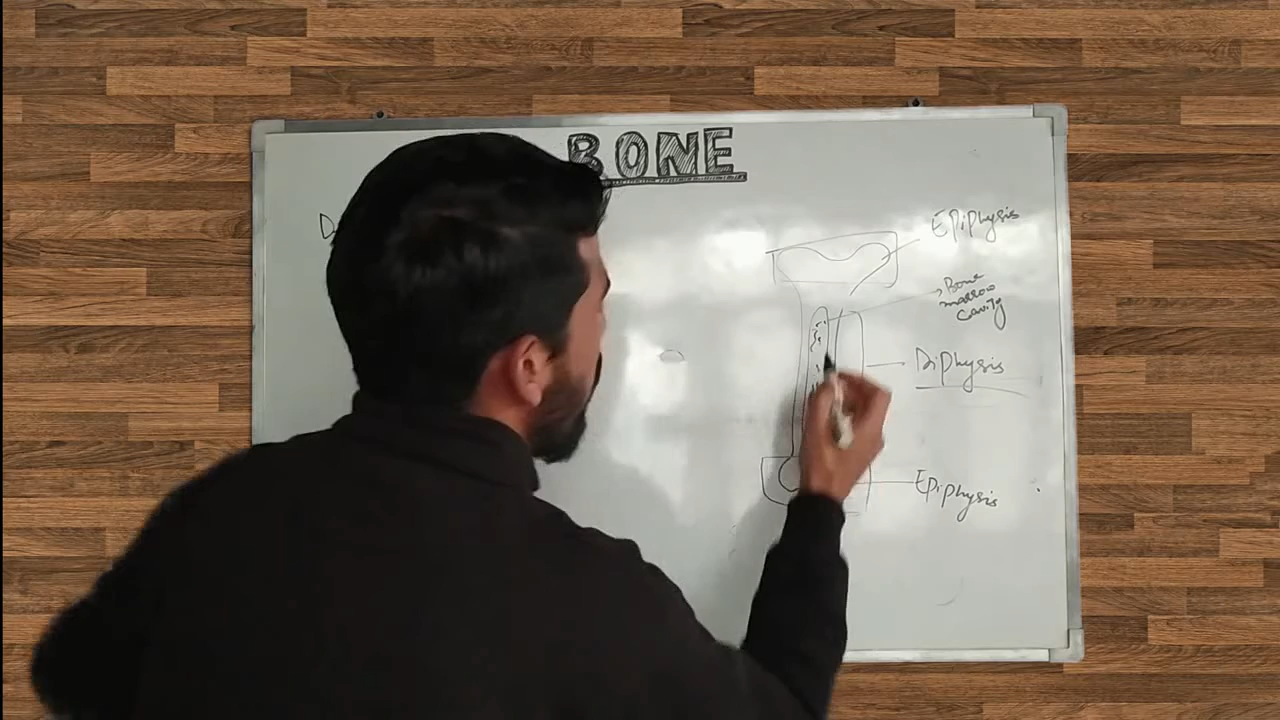 BONE
D
Epiphysis
Bone
marrow
cavity
Diphysis
Epiphysis